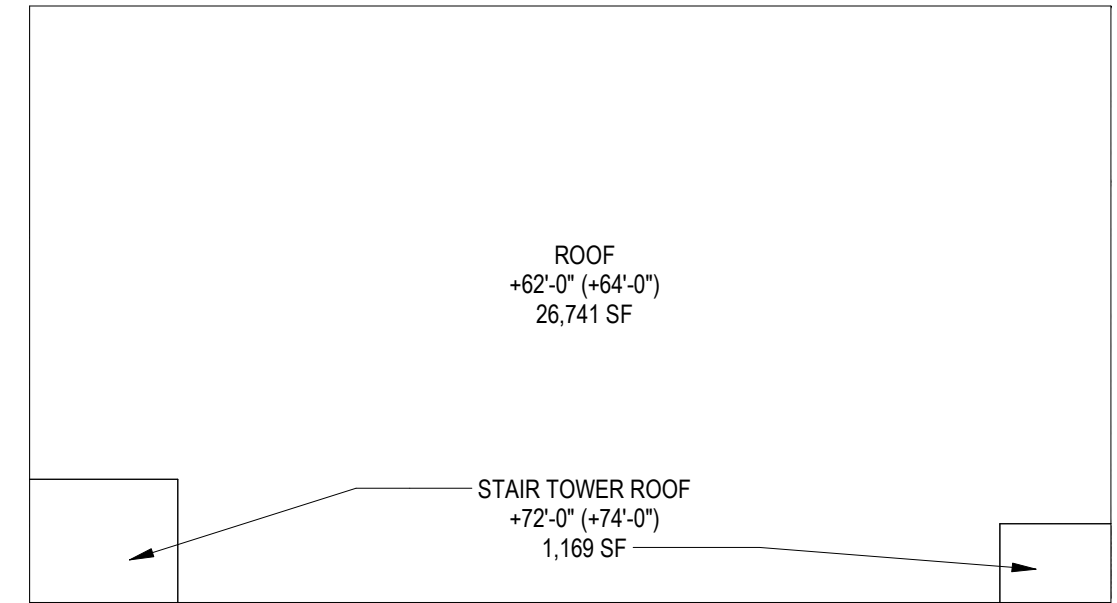 ROOF
+62'-0" (+64'-0")
26,741 SF
STAIR TOWER ROOF
+72'-0" (+74'-0")
1,169 SF